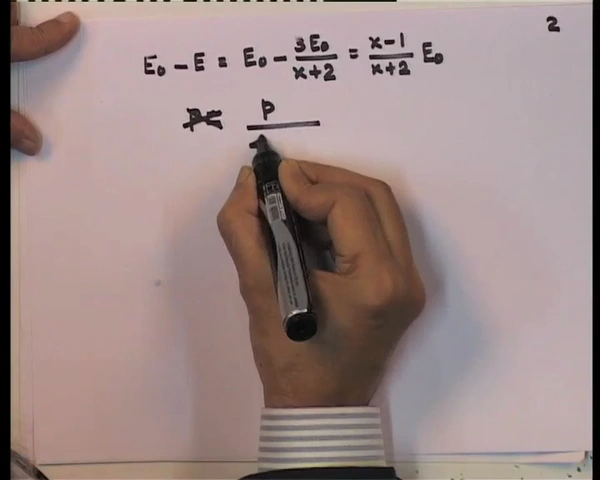 2
E₀ - E = E₀ - 3E₀/(κ+2) = (κ-1)/(κ+2) E₀
P